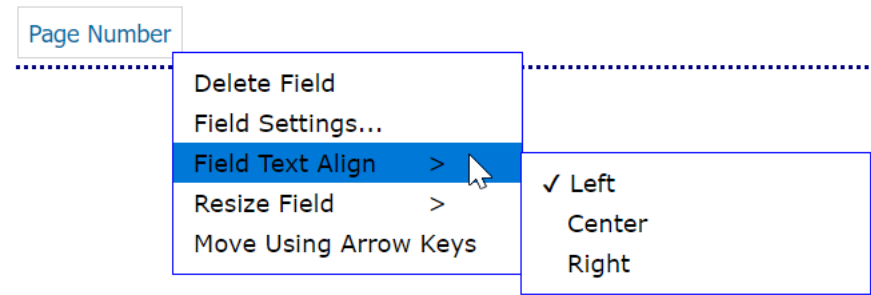 Page Number
Delete Field
Field Settings...
Field Text Align >
Resize Field >
Move Using Arrow Keys
✓ Left
Center
Right